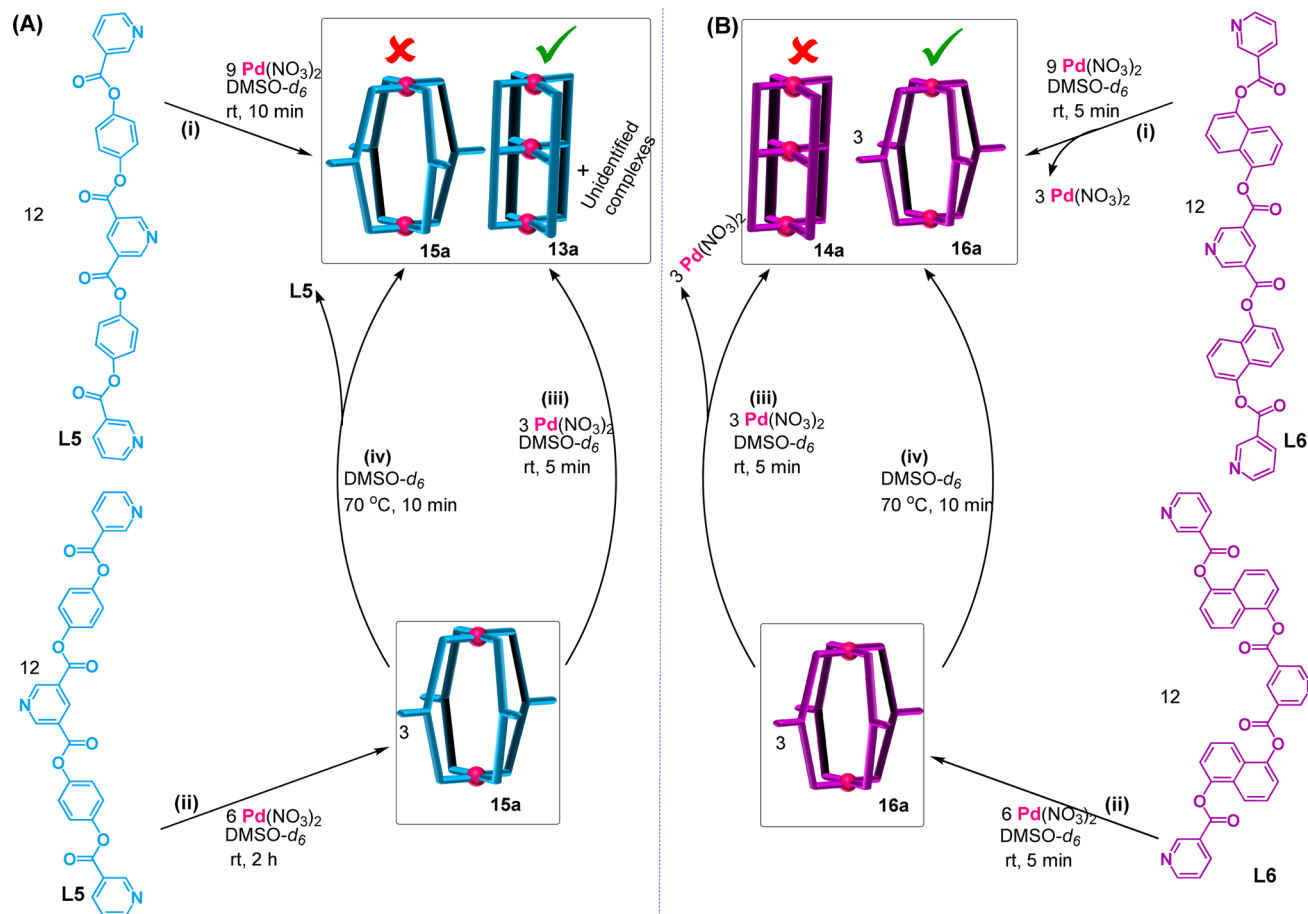 (A)
9 Pd(NO3)2
DMSO-d6
rt, 10 min
(i)
12
L5
15a
13a
+
Unidentified
complexes
L5
(iii)
3 Pd(NO3)2
DMSO-d6
rt, 5 min
(iv)
DMSO-d6
70 oC, 10 min
12
3
15a
(ii)
6 Pd(NO3)2
DMSO-d6
rt, 2 h
L5
(B)
9 Pd(NO3)2
DMSO-d6
rt, 5 min
(i)
3
3 Pd(NO3)2
12
14a
16a
3 Pd(NO3)2
L6
(iii)
3 Pd(NO3)2
DMSO-d6
rt, 5 min
(iv)
DMSO-d6
70 oC, 10 min
12
3
16a
6 Pd(NO3)2
DMSO-d6
rt, 5 min
(ii)
L6
N
O
O
O
O
O
O
N
O
O
N
N
O
O
O
O
N
O
O
O
O
N
N
O
O
O
O
N
O
O
O
O
N
N
O
O
O
O
N
O
O
O
O
N